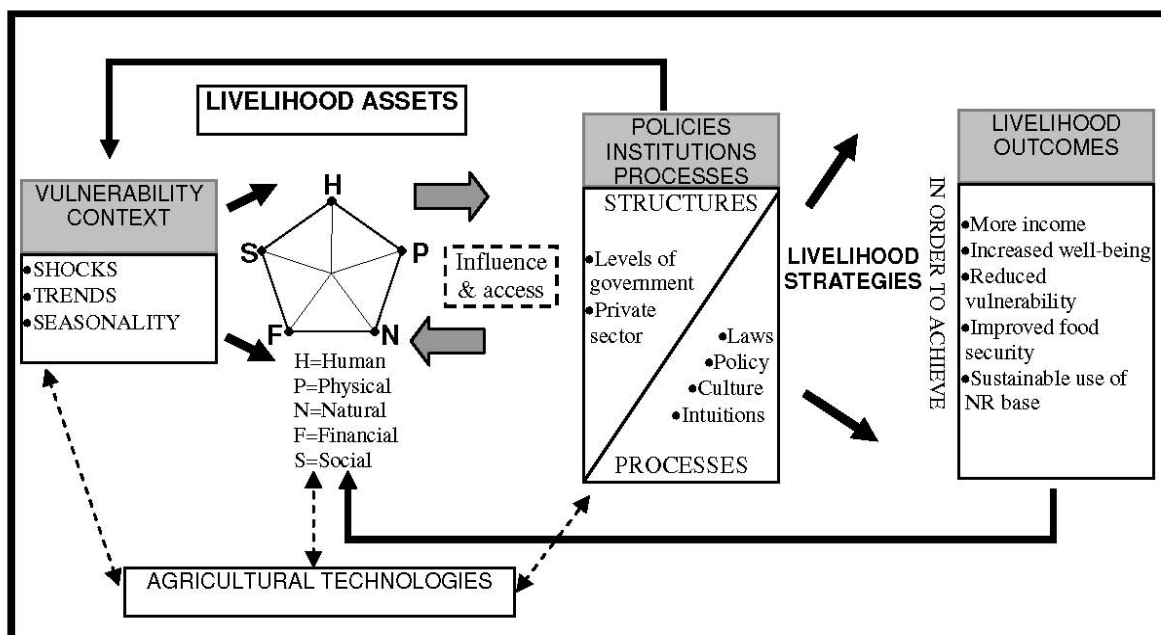 LIVELIHOOD ASSETS
VULNERABILITY
CONTEXT
•SHOCKS
•TRENDS
•SEASONALITY
H
S
P
F
N
H=Human
P=Physical
N=Natural
F=Financial
S=Social
Influence
& access
POLICIES
INSTITUTIONS
PROCESSES
STRUCTURES
•Levels of
government
•Private
sector
•Laws
•Policy
•Culture
•Intuitions
PROCESSES
LIVELIHOOD
STRATEGIES
IN ORDER TO ACHIEVE
LIVELIHOOD
OUTCOMES
•More income
•Increased well-being
•Reduced
vulnerability
•Improved food
security
•Sustainable use of
NR base
AGRICULTURAL TECHNOLOGIES